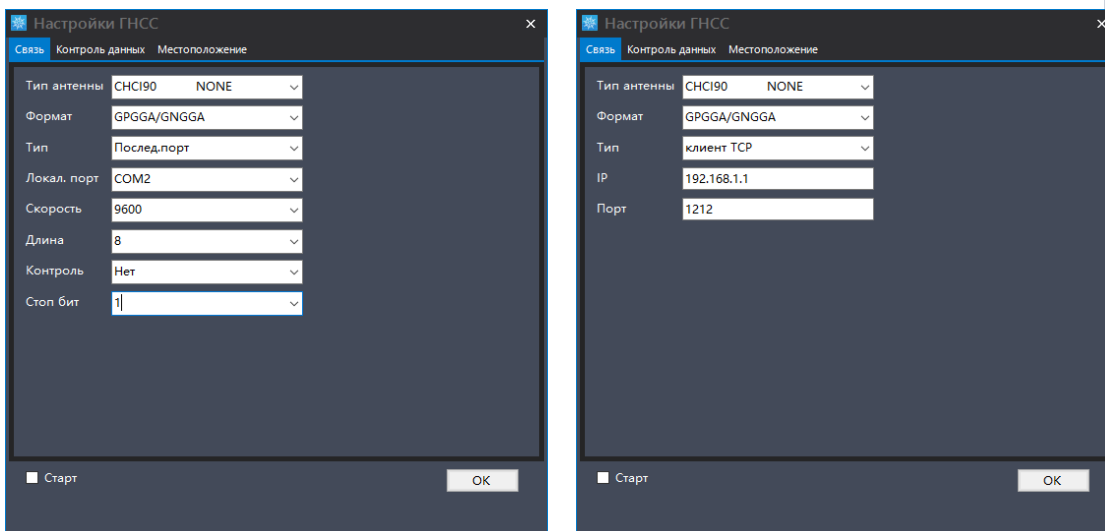 Настройки ГНСС
Связь Контроль данных Местоположение
Тип антенны CHCI90 NONE
Формат GPGGA/GNGGA
Тип Послед.порт
Локал. порт COM2
Скорость 9600
Длина 8
Контроль Нет
Стоп бит 1
Старт OK
Настройки ГНСС
Связь Контроль данных Местоположение
Тип антенны CHCI90 NONE
Формат GPGGA/GNGGA
Тип клиент TCP
IP 192.168.1.1
Порт 1212
Старт OK